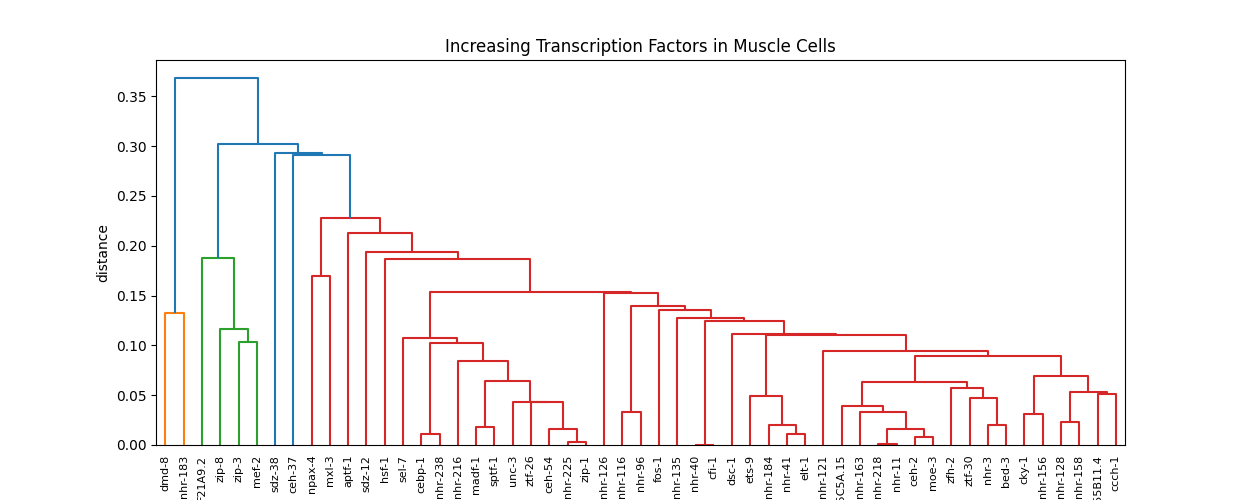 Increasing Transcription Factors in Muscle Cells
distance
0.35
0.30
0.25
0.20
0.15
0.10
0.05
0.00
dmd-8
nhr-183
F21A9.2
zip-8
zip-3
mef-2
sdz-38
ceh-37
npax-4
mxl-3
aptf-1
sdz-12
hsf-1
sel-7
cebp-1
nhr-238
nhr-216
madf-1
sptf-1
unc-3
ztf-26
ceh-54
nhr-225
zip-1
nhr-126
nhr-116
nhr-96
fos-1
nhr-135
nhr-40
cfi-1
dsc-1
ets-9
nhr-184
nhr-41
elt-1
nhr-121
nhr-163
nhr-218
nhr-11
ceh-2
moe-3
zfh-2
ztf-30
nhr-3
bed-3
cky-1
nhr-156
nhr-128
nhr-158
ccch-1